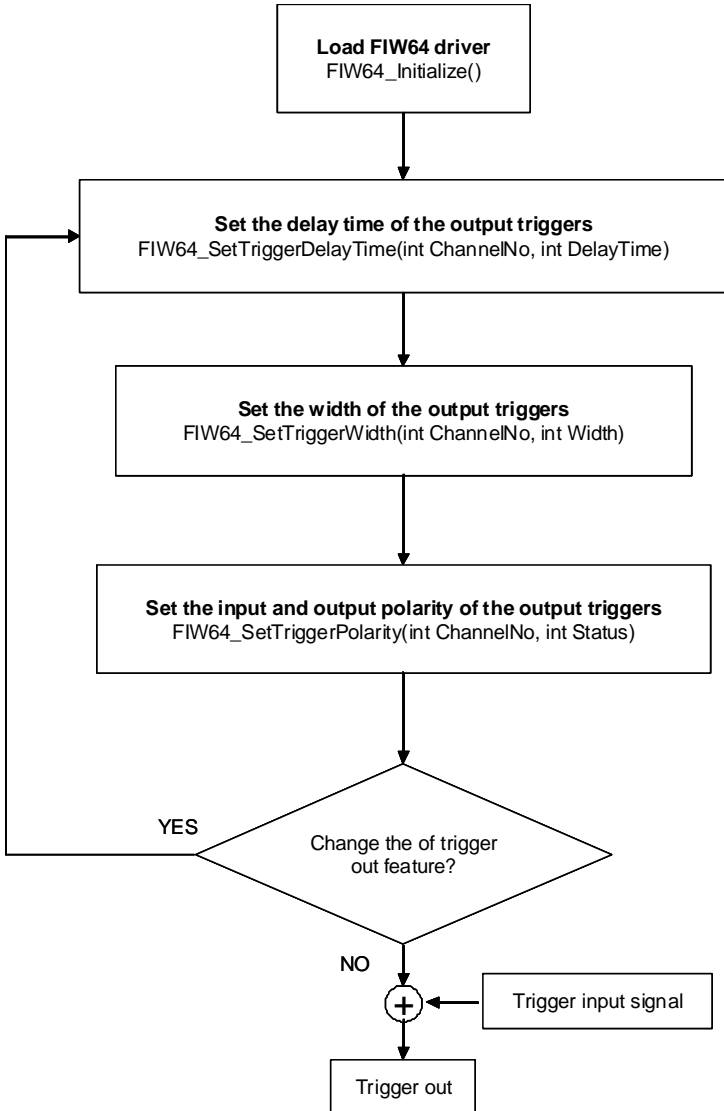 Load FIW64 driver
FIW64_Initialize()
Set the delay time of the output triggers
FIW64_SetTriggerDelayTime(int ChannelNo, int DelayTime)
Set the width of the output triggers
FIW64_SetTriggerWidth(int ChannelNo, int Width)
Set the input and output polarity of the output triggers
FIW64_SetTriggerPolarity(int ChannelNo, int Status)
YES
Change the of trigger
out feature?
NO
+
Trigger input signal
Trigger out